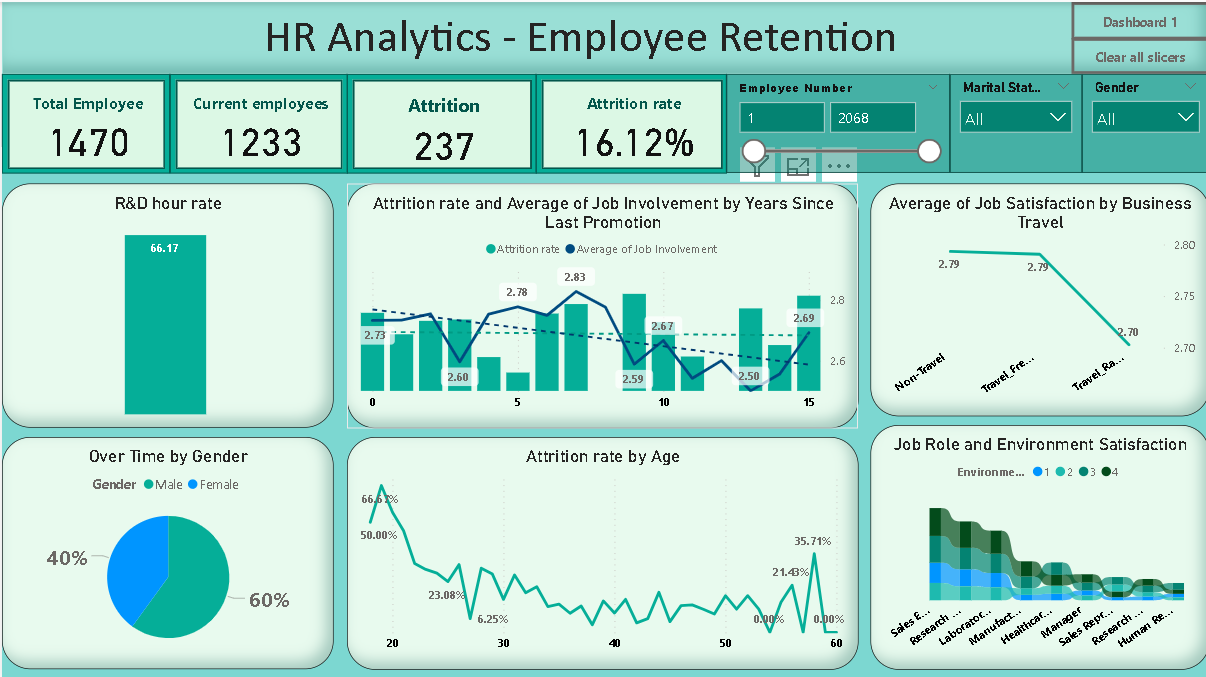 HR Analytics - Employee Retention
Dashboard 1
Clear all slicers
Total Employee
1470
Current employees
1233
Attrition
237
Attrition rate
16.12%
Employee Number
1
2068
Marital Stat...
All
Gender
All
R&D hour rate
66.17
Attrition rate and Average of Job Involvement by Years Since
Last Promotion
Attrition rate Average of Job Involvement
2.83
2.78
2.73
2.60
2.59
2.67
2.50
2.69
2.8
2.6
0 5 10 15
Average of Job Satisfaction by Business
Travel
2.80
2.75
2.70
2.79
2.79
2.70
Non-Travel
Travel_Fre...
Travel_Ra...
Over Time by Gender
Gender Male Female
40%
60%
Attrition rate by Age
66.67%
50.00%
23.08%
6.25%
0.00%
21.43%
35.71%
0.00%
20 30 40 50 60
Job Role and Environment Satisfaction
Environme... 1 2 3 4
Sales E...
Research ...
Laborator...
Manufact...
Healthcar...
Manager
Sales Repr...
Research ...
Human Re...